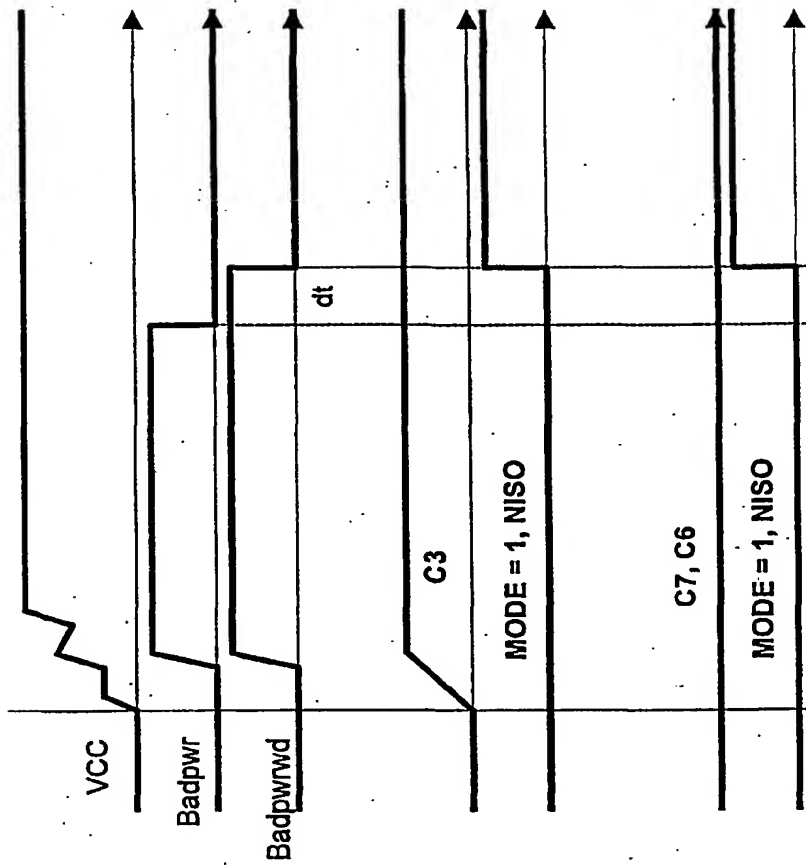 VCC
Badpwr
Badpwrwd
dt
C3
MODE = 1, NISO
C7, C6
MODE = 1, NISO